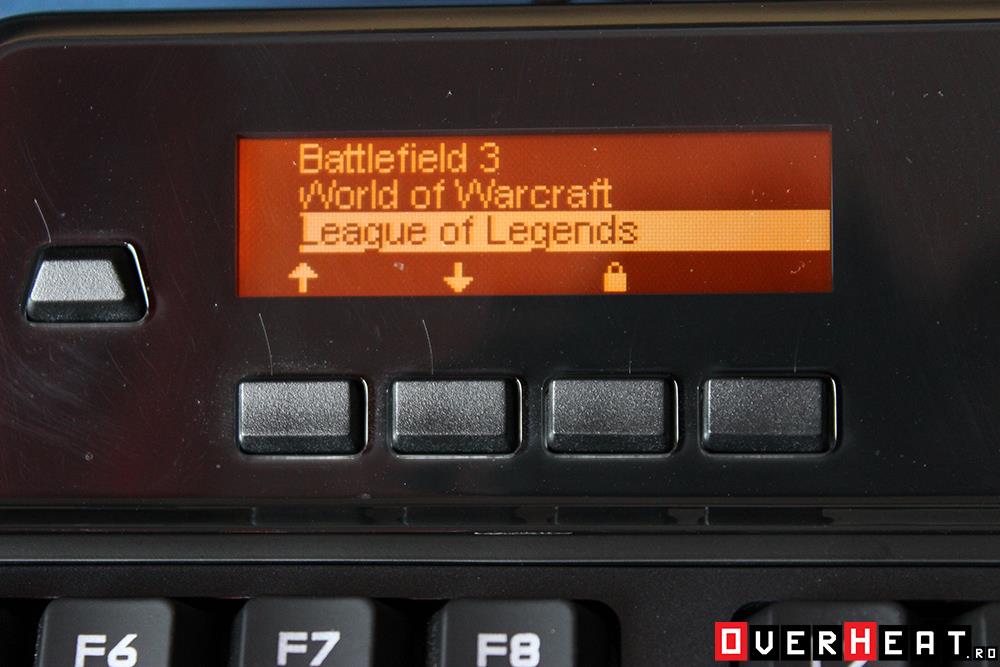 Battlefield 3
World of Warcraft
League of Legends
F6 F7 F8
OVERHEAT.RO